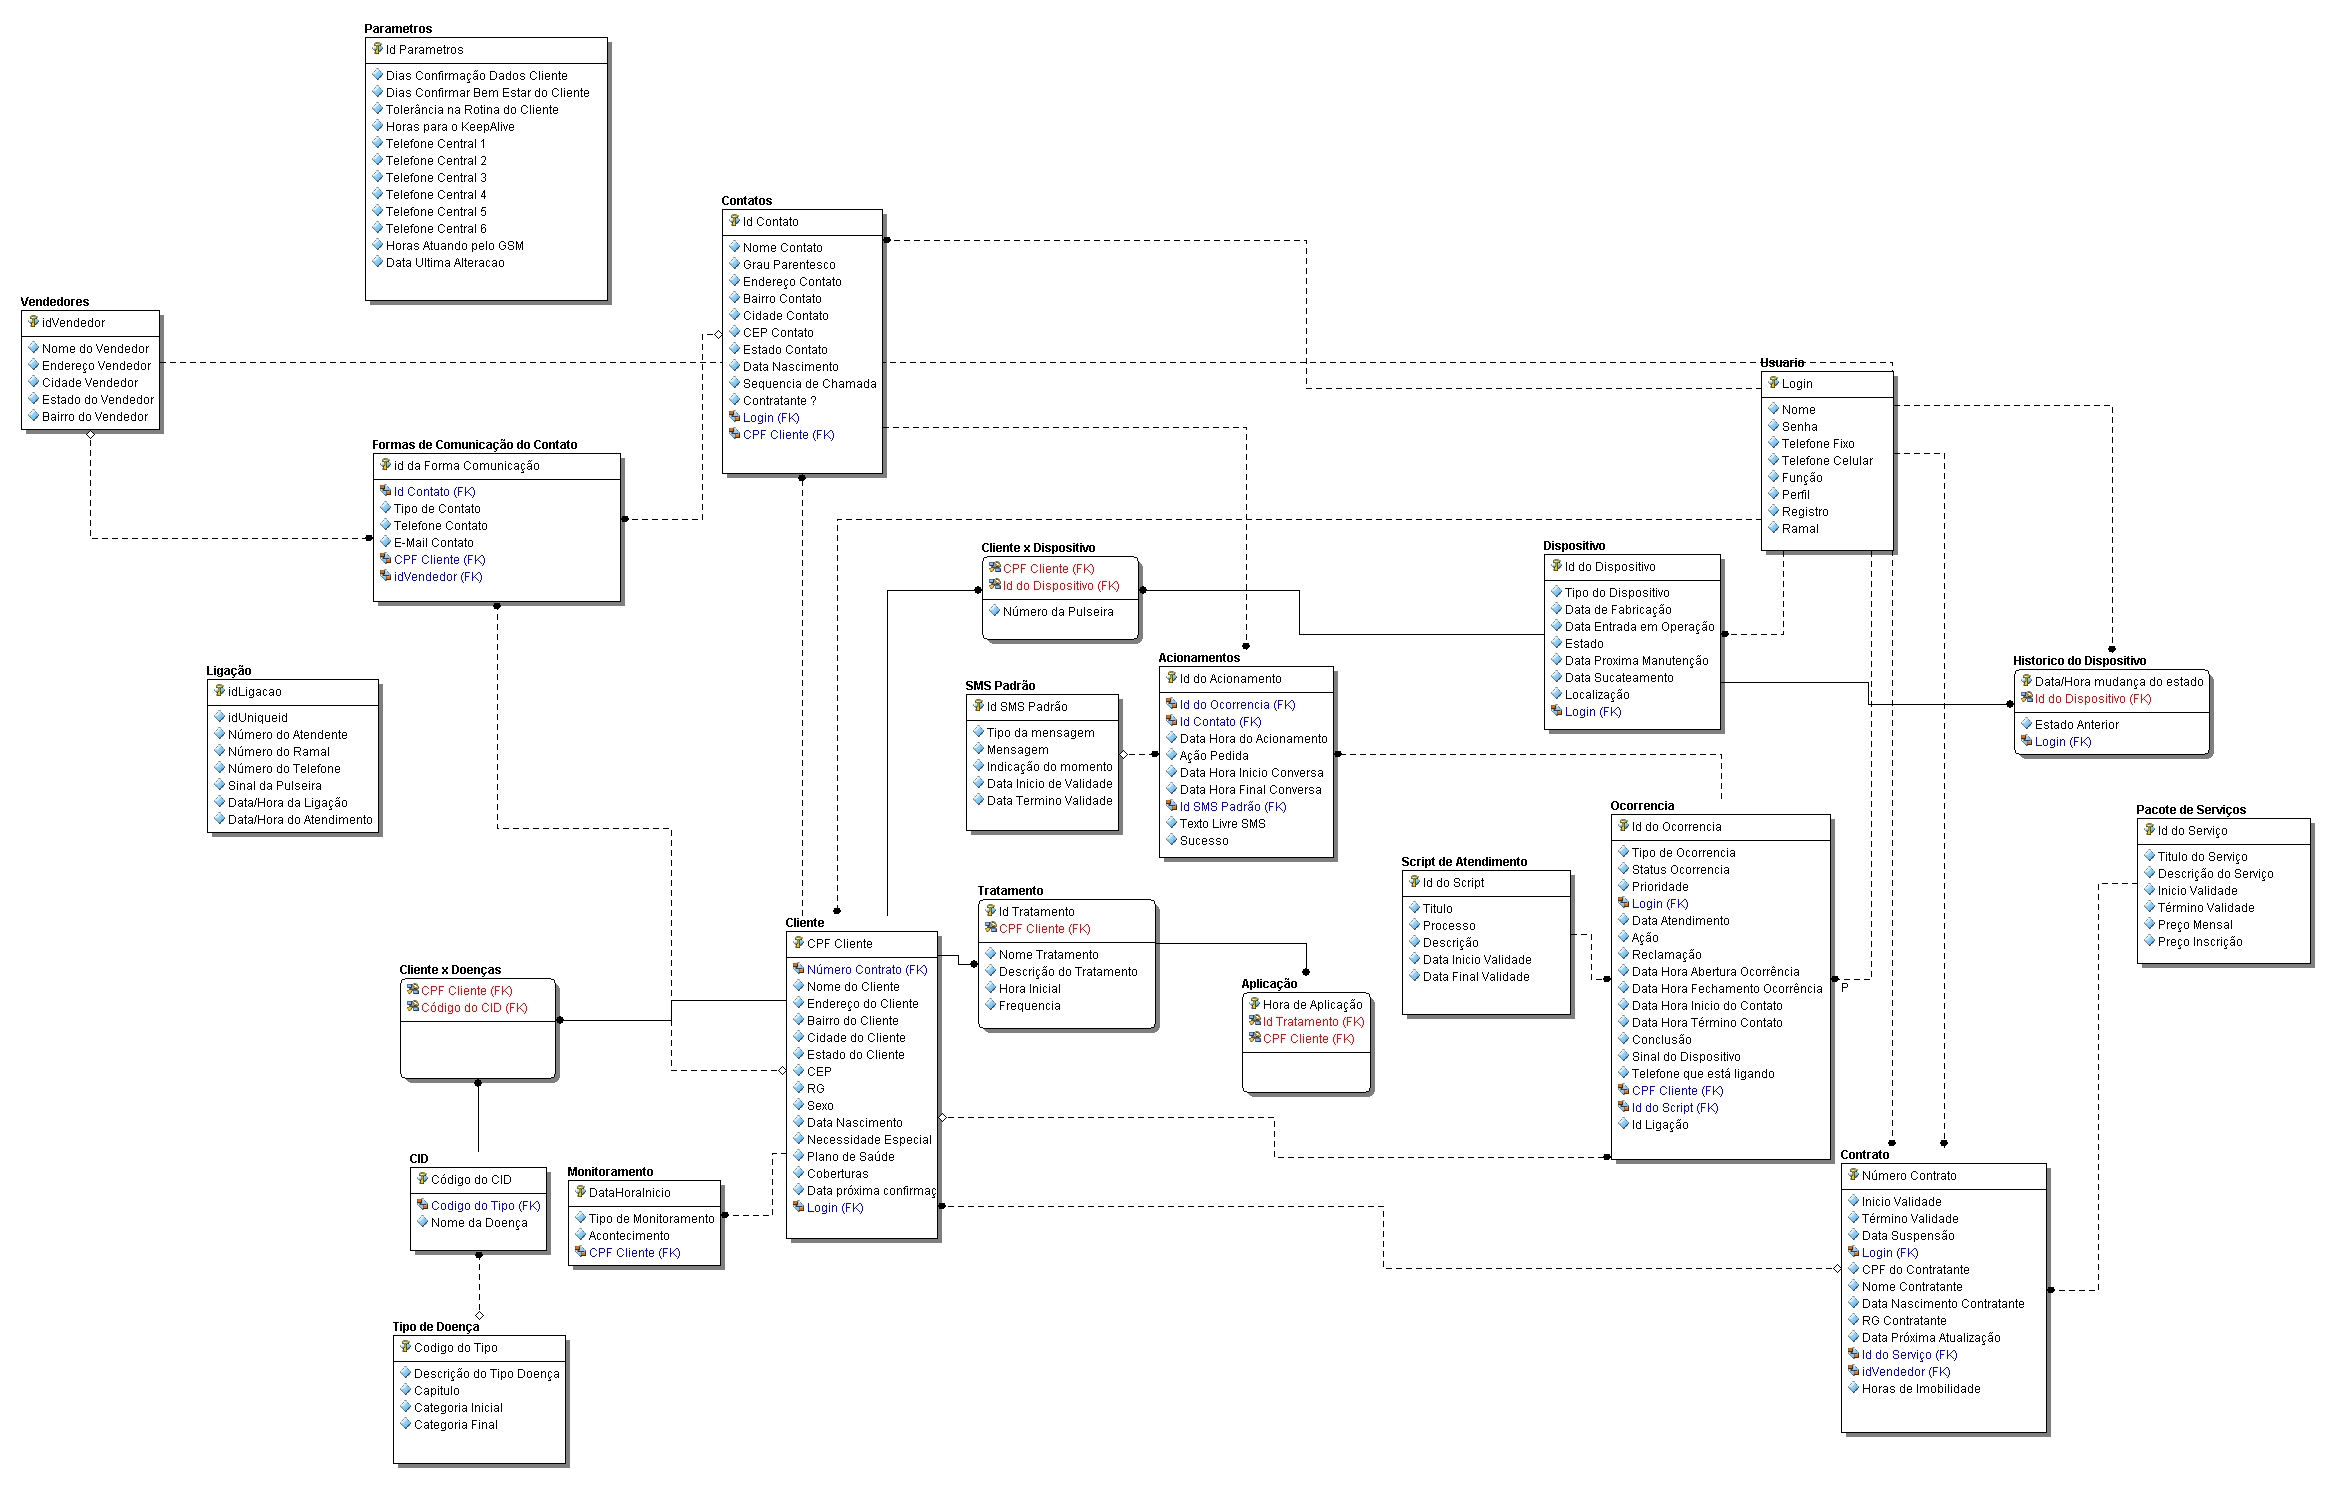 Parametros
Id Parametros
Dias Confirmação Dados Cliente
Dias Confirmar Bem Estar do Cliente
Tolerância na Rotina do Cliente
Horas para o KeepAlive
Telefone Central 1
Telefone Central 2
Telefone Central 3
Telefone Central 4
Telefone Central 5
Telefone Central 6
Horas Atuando pelo GSM
Data Ultima Alteracao
Contatos
Id Contato
Nome Contato
Grau Parentesco
Endereço Contato
Bairro Contato
Cidade Contato
CEP Contato
Estado Contato
Data Nascimento
Sequencia de Chamada
Contratante ?
Login (FK)
CPF Cliente (FK)
Vendedores
idVendedor
Nome do Vendedor
Endereço Vendedor
Cidade Vendedor
Estado do Vendedor
Bairro do Vendedor
Usuario
Login
Nome
Senha
Telefone Fixo
Telefone Celular
Função
Perfil
Registro
Ramal
Formas de Comunicação do Contato
id da Forma Comunicação
Id Contato (FK)
Tipo de Contato
Telefone Contato
E-Mail Contato
CPF Cliente (FK)
idVendedor (FK)
Cliente x Dispositivo
CPF Cliente (FK)
Id do Dispositivo (FK)
Número da Pulseira
Dispositivo
Id do Dispositivo
Tipo do Dispositivo
Data de Fabricação
Data Entrada em Operação
Estado
Data Proxima Manutenção
Data Sucateamento
Localização
Login (FK)
Historico do Dispositivo
Data/Hora mudança do estado
Id do Dispositivo (FK)
Estado Anterior
Login (FK)
Ligação
idLigacao
idUniqueid
Número do Atendente
Número do Ramal
Número do Telefone
Sinal da Pulseira
Data/Hora da Ligação
Data/Hora do Atendimento
SMS Padrão
Id SMS Padrão
Tipo da mensagem
Mensagem
Indicação do momento
Data Inicio de Validade
Data Termino Validade
Acionamentos
Id do Acionamento
Id do Ocorrencia (FK)
Id Contato (FK)
Data Hora do Acionamento
Ação Pedida
Data Hora Inicio Conversa
Data Hora Final Conversa
Id SMS Padrão (FK)
Texto Livre SMS
Sucesso
Ocorrencia
Id do Ocorrencia
Tipo de Ocorrencia
Status Ocorrencia
Prioridade
Login (FK)
Data Atendimento
Ação
Reclamação
Data Hora Abertura Ocorrência
Data Hora Fechamento Ocorrência
Data Hora Inicio do Contato
Data Hora Término Contato
Conclusão
Sinal do Dispositivo
Telefone que está ligando
CPF Cliente (FK)
Id do Script (FK)
Id Ligação
P
Pacote de Serviços
Id do Serviço
Titulo do Serviço
Descrição do Serviço
Inicio Validade
Término Validade
Preço Mensal
Preço Inscrição
Script de Atendimento
Id do Script
Titulo
Processo
Descrição
Data Inicio Validade
Data Final Validade
Tratamento
Id Tratamento
CPF Cliente (FK)
Nome Tratamento
Descrição do Tratamento
Hora Inicial
Frequencia
Aplicação
Hora de Aplicação
Id Tratamento (FK)
CPF Cliente (FK)
Cliente
CPF Cliente
Número Contrato (FK)
Nome do Cliente
Endereço do Cliente
Bairro do Cliente
Cidade do Cliente
Estado do Cliente
CEP
RG
Sexo
Data Nascimento
Necessidade Especial
Plano de Saúde
Coberturas
Data próxima confirmaç
Login (FK)
Cliente x Doenças
CPF Cliente (FK)
Código do CID (FK)
CID
Código do CID
Codigo do Tipo (FK)
Nome da Doença
Monitoramento
DataHoraInicio
Tipo de Monitoramento
Acontecimento
CPF Cliente (FK)
Contrato
Número Contrato
Inicio Validade
Término Validade
Data Suspensão
Login (FK)
CPF do Contratante
Nome Contratante
Data Nascimento Contratante
RG Contratante
Data Próxima Atualização
Id do Serviço (FK)
idVendedor (FK)
Horas de Imobilidade
Tipo de Doença
Codigo do Tipo
Descrição do Tipo Doença
Capitulo
Categoria Inicial
Categoria Final